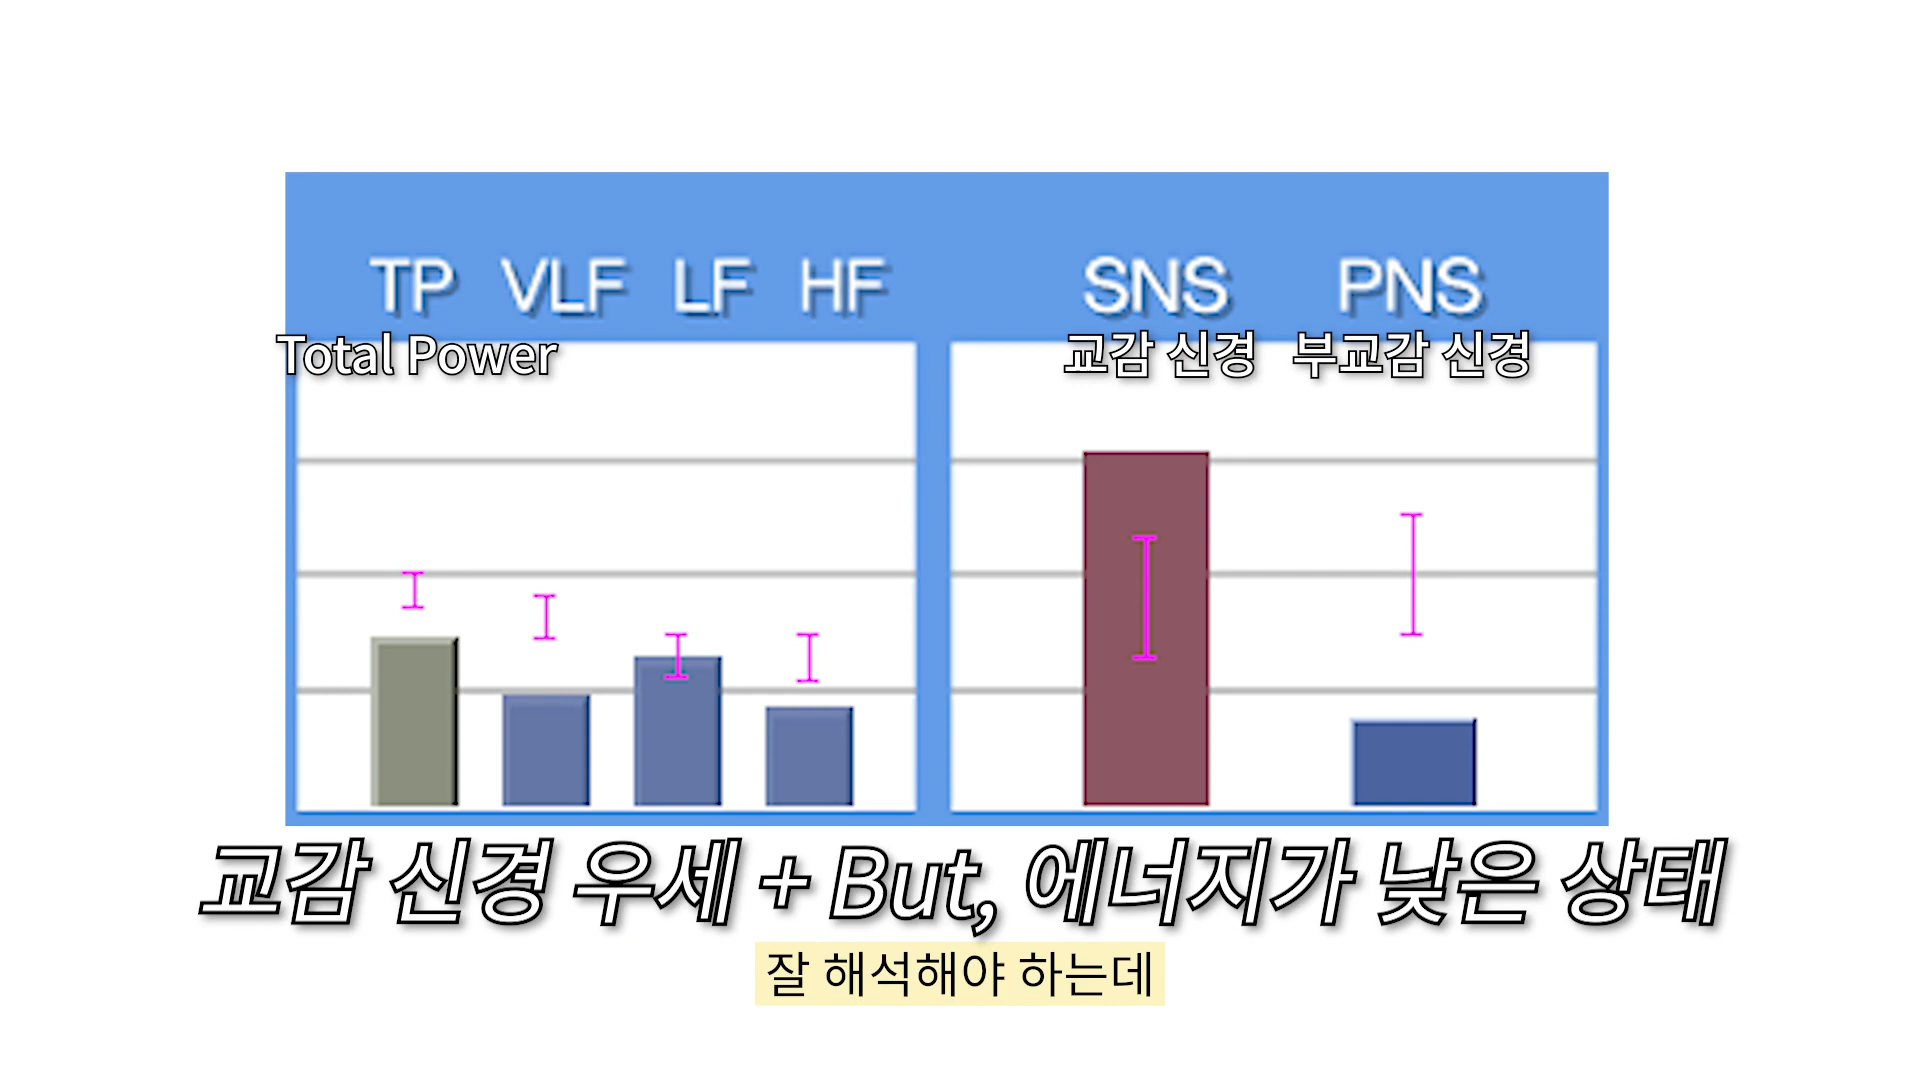 TP VLF LF HF SNS PNS
Total Power 교감 신경 부교감 신경
교감 신경 우세 + But, 에너지가 낮은 상태
잘 해석해야 하는데